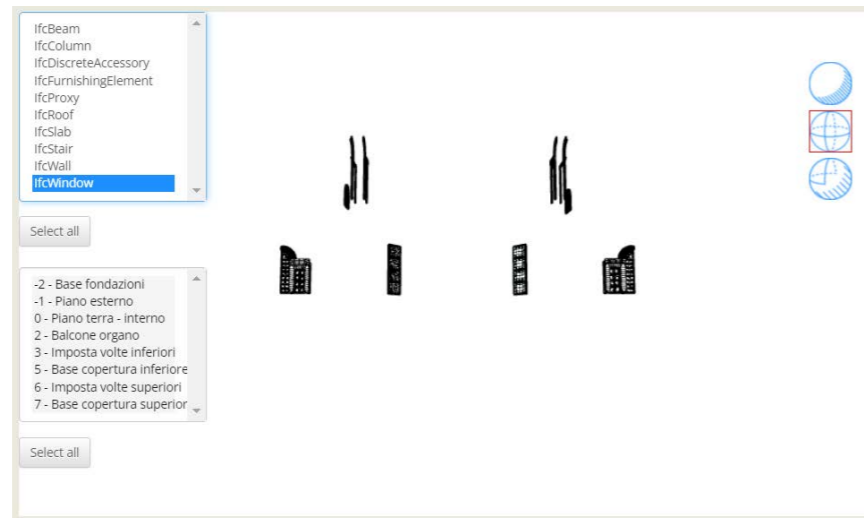 IfcBeam
IfcColumn
IfcDiscreteAccessory
IfcFurnishingElement
IfcProxy
IfcRoof
IfcSlab
IfcStair
IfcWall
IfcWindow
Select all
-2 - Base fondazioni
-1 - Piano esterno
0 - Piano terra - interno
2 - Balcone organo
3 - Imposta volte inferiori
5 - Base copertura inferiore
6 - Imposta volte superiori
7 - Base copertura superior
Select all